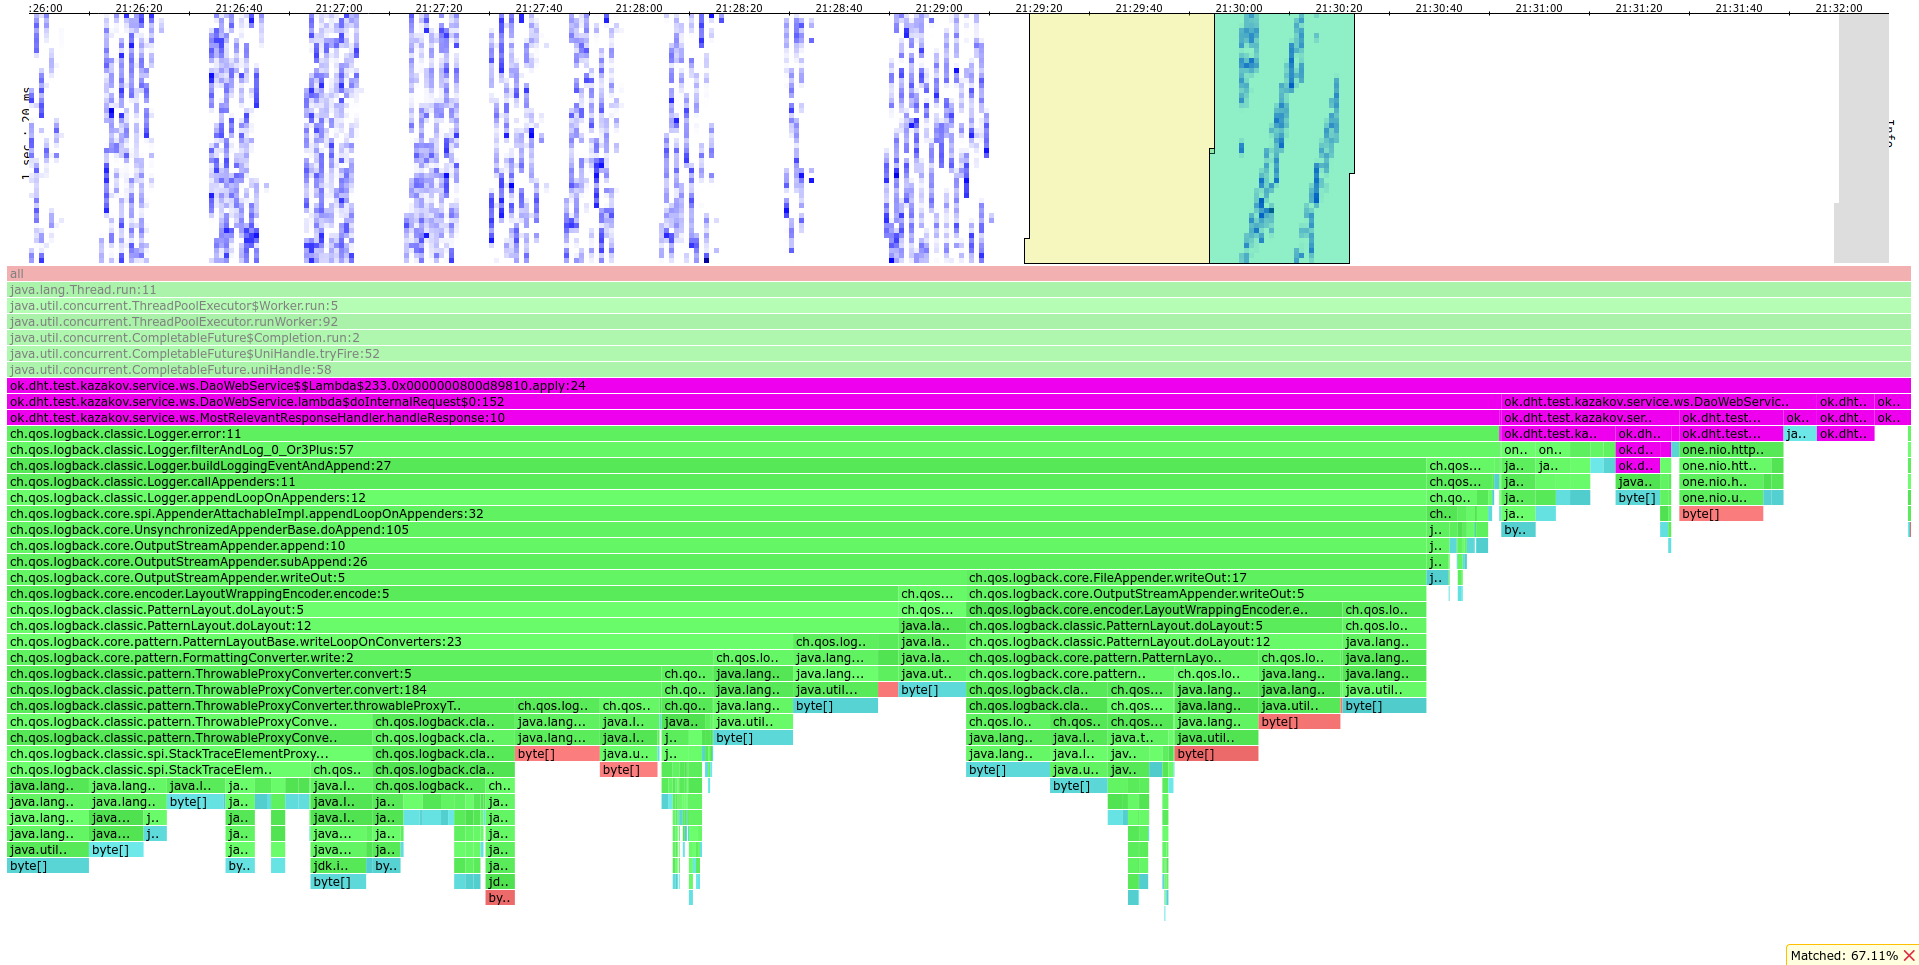 :26:00 21:26:20 21:26:40 21:27:00 21:27:20 21:27:40 21:28:00 21:28:20 21:28:40 21:29:00 21:29:20 21:29:40 21:30:00 21:30:20 21:30:40 21:31:00 21:31:20 21:31:40 21:32:00
1 sec : 20 ms
Info
all
java.lang.Thread.run:11
java.util.concurrent.ThreadPoolExecutor$Worker.run:5
java.util.concurrent.ThreadPoolExecutor.runWorker:92
java.util.concurrent.CompletableFuture$Completion.run:2
java.util.concurrent.CompletableFuture$UniHandle.tryFire:52
java.util.concurrent.CompletableFuture.uniHandle:58
ok.dht.test.kazakov.service.ws.DaoWebService$$Lambda$233.0x0000000800d89810.apply:24
ok.dht.test.kazakov.service.ws.DaoWebService.lambda$doInternalRequest$0:152 ok.dht.test.kazakov.service.ws.DaoWebServic.. ok.dht.. ok..
ok.dht.test.kazakov.service.ws.MostRelevantResponseHandler.handleResponse:10 ok.dht.test.kazakov.ser.. ok.dht.test... ok.. ok.dht.. ok..
ch.qos.logback.classic.Logger.error:11 ok.dht.test.ka.. ok.dh.. ok.dht.test... ja.. ok.dht..
ch.qos.logback.classic.Logger.filterAndLog_0_Or3Plus:57 on.. on.. ok.d.. one.nio.http..
ch.qos.logback.classic.Logger.buildLoggingEventAndAppend:27 ch.qos... ja.. ja.. ok.d.. one.nio.htt..
ch.qos.logback.classic.Logger.callAppenders:11 ch.qos... ja.. java.. one.nio.h..
ch.qos.logback.classic.Logger.appendLoopOnAppenders:12 ch.qo.. ja.. byte[] one.nio.u..
ch.qos.logback.core.spi.AppenderAttachableImpl.appendLoopOnAppenders:32 ch.. ja.. byte[]
ch.qos.logback.core.UnsynchronizedAppenderBase.doAppend:105 j.. by..
ch.qos.logback.core.OutputStreamAppender.append:10 j..
ch.qos.logback.core.OutputStreamAppender.subAppend:26 j..
ch.qos.logback.core.OutputStreamAppender.writeOut:5 ch.qos.logback.core.FileAppender.writeOut:17 j..
ch.qos.logback.core.encoder.LayoutWrappingEncoder.encode:5 ch.qos... ch.qos.logback.core.OutputStreamAppender.writeOut:5
ch.qos.logback.classic.PatternLayout.doLayout:5 ch.qos... ch.qos.logback.core.encoder.LayoutWrappingEncoder.e.. ch.qos.lo..
ch.qos.logback.classic.PatternLayout.doLayout:12 java.la.. ch.qos.logback.classic.PatternLayout.doLayout:5 ch.qos.lo..
ch.qos.logback.core.pattern.PatternLayoutBase.writeLoopOnConverters:23 ch.qos.log.. java.la.. ch.qos.logback.classic.PatternLayout.doLayout:12 java.lang..
ch.qos.logback.core.pattern.FormattingConverter.write:2 ch.qos.lo.. java.lang... java.la.. ch.qos.logback.core.pattern.PatternLayo.. ch.qos.lo.. java.lang..
ch.qos.logback.classic.pattern.ThrowableProxyConverter.convert:5 ch.qo.. java.lang.. java.lang... java.ut.. ch.qos.logback.core.pattern.. ch.qos.lo.. java.lang.. java.lang..
ch.qos.logback.classic.pattern.ThrowableProxyConverter.convert:184 ch.qo.. java.lang.. java.util... byte[] ch.qos.logback.cla.. ch.qos... java.lang.. java.lang.. java.util..
ch.qos.logback.classic.pattern.ThrowableProxyConverter.throwableProxyT.. ch.qos.log.. ch.qos.. ch.qo.. java.lang.. byte[] ch.qos.logback.cla.. ch.qos... java.lang.. java.util.. byte[]
ch.qos.logback.classic.pattern.ThrowableProxyConve.. ch.qos.logback.cla.. java.lang... java.l.. java.. java.util.. ch.qos.lo.. ch.qos.. ch.qos... java.lang.. byte[]
ch.qos.logback.classic.pattern.ThrowableProxyConve.. ch.qos.logback.cla.. java.lang... java.l.. j.. byte[] java.lang.. java.l.. java.t.. java.util..
ch.qos.logback.classic.spi.StackTraceElementProxy... ch.qos.logback.cla.. byte[] java.u.. j.. java.lang.. java.l.. jav.. byte[]
ch.qos.logback.classic.spi.StackTraceElem.. ch.qos.. ch.qos.logback.cla.. byte[] byte[] java.u.. jav..
java.lang.. java.lang.. java.l.. ja.. java.l.. ch.qos.logback.. ch.. byte[]
java.lang.. java.lang.. byte[] ja.. java.l.. ja.. ja..
java.lang.. java... j.. ja.. java.l.. ja.. ja..
java.lang.. java... j.. ja.. java... ja.. ja..
java.util.. byte[] ja.. java... ja.. ja..
byte[] by.. jdk.i.. by.. ja..
byte[] jd..
by..
Matched: 67.11%